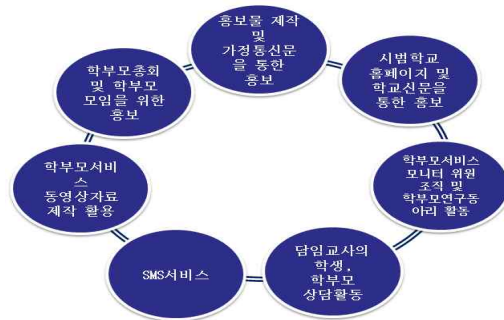 홍보물 제작
및
가정통신문
을 통한
홍보
시범학교
홈페이지 및
학교신문을
통한 홍보
학부모서비스
모니터 위원
조직 및
학부모연구동
아리 활동
담임교사의
학생,
학부모
상담활동
SMS서비스
학부모서비
스
동영상자료
제작 활용
학부모총회
및 학부모
모임를 위한
홍보